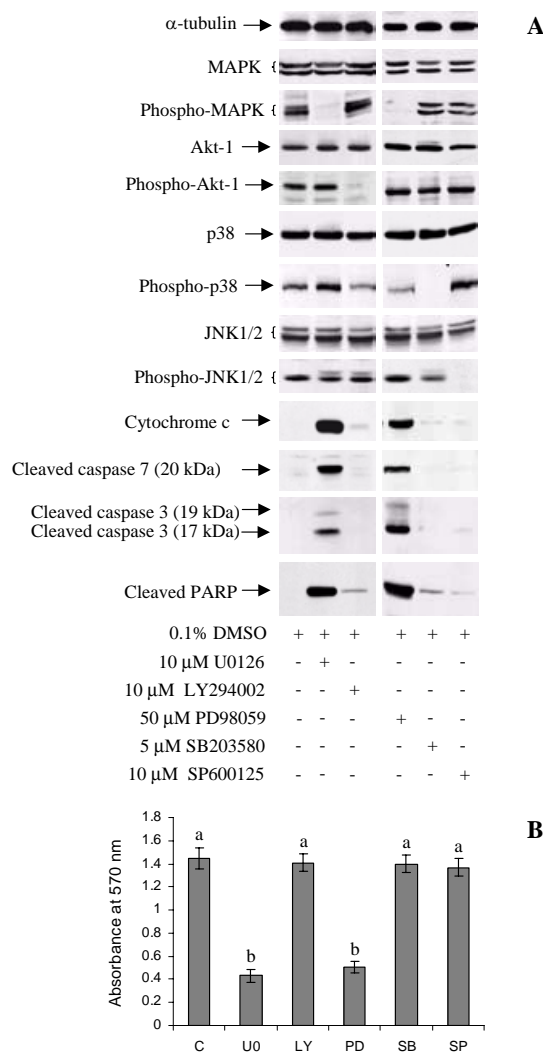 α-tubulin
A
MAPK {
Phospho-MAPK {
Akt-1
Phospho-Akt-1
p38
Phospho-p38
JNK1/2 {
Phospho-JNK1/2 {
Cytochrome c
Cleaved caspase 7 (20 kDa)
Cleaved caspase 3 (19 kDa)
Cleaved caspase 3 (17 kDa)
Cleaved PARP
0.1% DMSO + + + + + +
10 μM U0126 - + - - - -
10 μM LY294002 - - + - - -
50 μM PD98059 - - - + - -
5 μM SB203580 - - - - + -
10 μM SP600125 - - - - - +
B
Absorbance at 570 nm
1.8
1.6
1.4
1.2
1
0.8
0.6
0.4
0.2
0
a b a b a a
C U0 LY PD SB SP